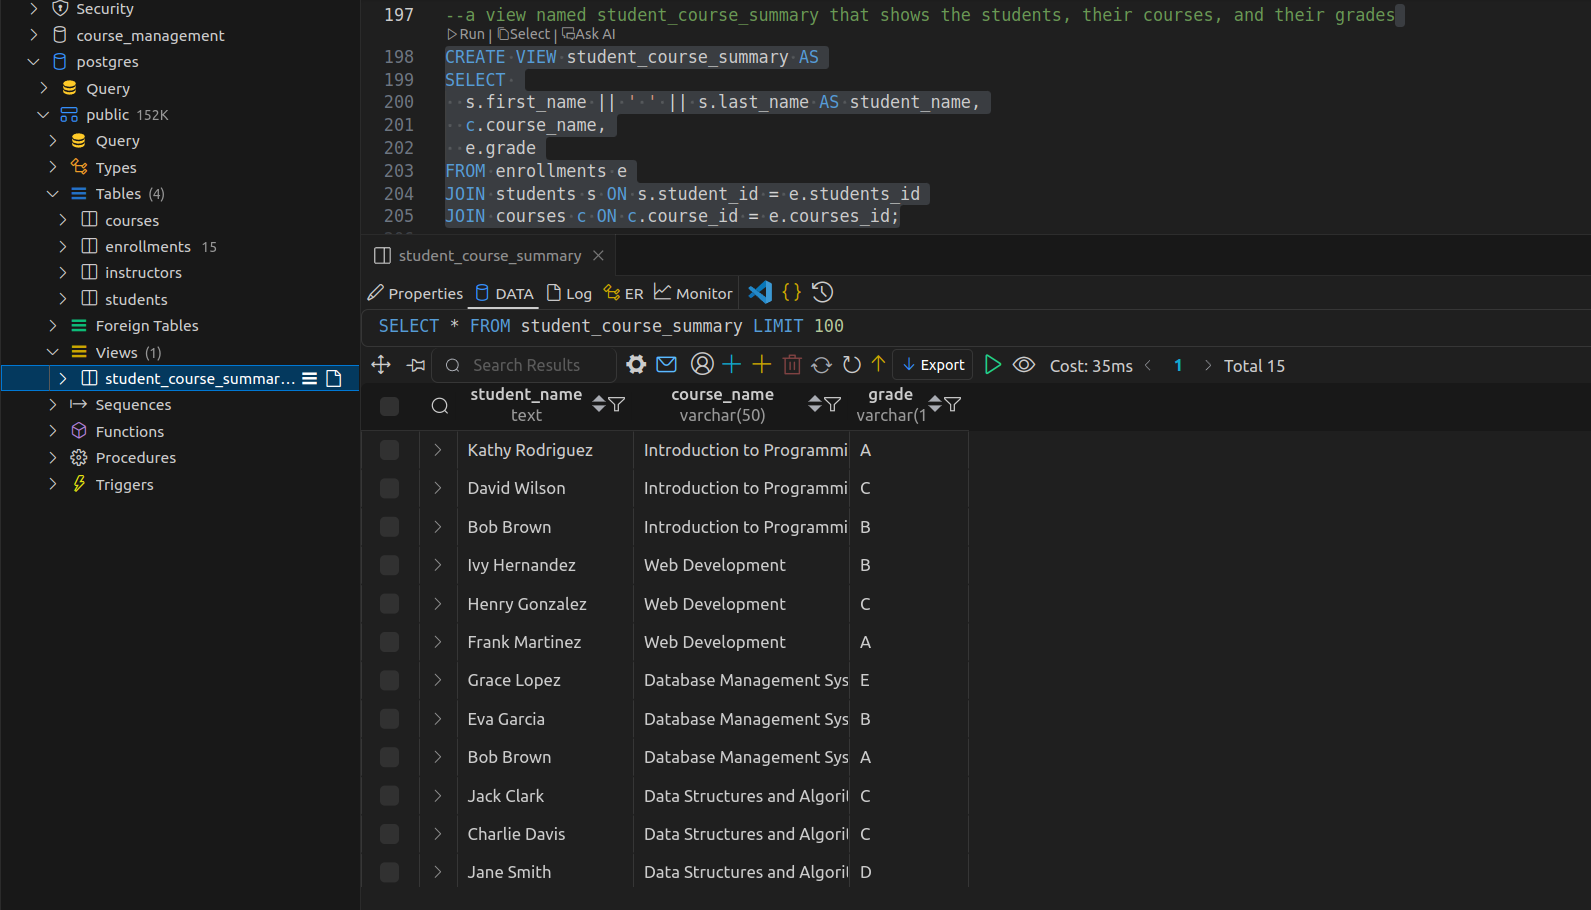 Security
course_management
postgres
Query
public 152K
Query
Types
Tables (4)
courses
enrollments 15
instructors
students
Foreign Tables
Views (1)
student_course_summar...
Sequences
Functions
Procedures
Triggers
197 --a view named student_course_summary that shows the students, their courses, and their grades
Run | Select | Ask AI
198 CREATE VIEW student_course_summary AS
199 SELECT
200 s.first_name || ' ' || s.last_name AS student_name,
201 c.course_name,
202 e.grade
203 FROM enrollments e
204 JOIN students s ON s.student_id = e.students_id
205 JOIN courses c ON c.course_id = e.courses_id;
student_course_summary
Properties DATA Log ER Monitor {}
SELECT * FROM student_course_summary LIMIT 100
Search Results Export Cost: 35ms 1 Total 15
student_name course_name grade
text varchar(50) varchar(1
Kathy Rodriguez Introduction to Programmi A
David Wilson Introduction to Programmi C
Bob Brown Introduction to Programmi B
Ivy Hernandez Web Development B
Henry Gonzalez Web Development C
Frank Martinez Web Development A
Grace Lopez Database Management Sys E
Eva Garcia Database Management Sys B
Bob Brown Database Management Sys A
Jack Clark Data Structures and Algorit C
Charlie Davis Data Structures and Algorit C
Jane Smith Data Structures and Algorit D